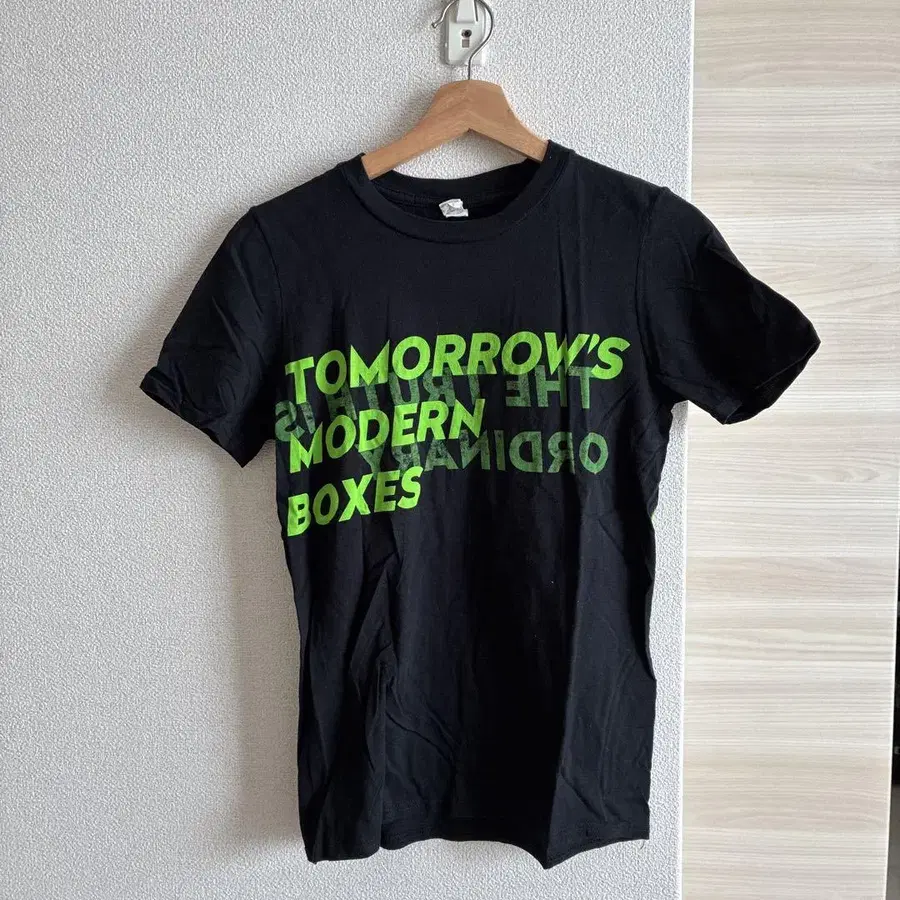 TOMORROW'S
THE TRUTH IS
MODERN
ORDINARY
BOXES